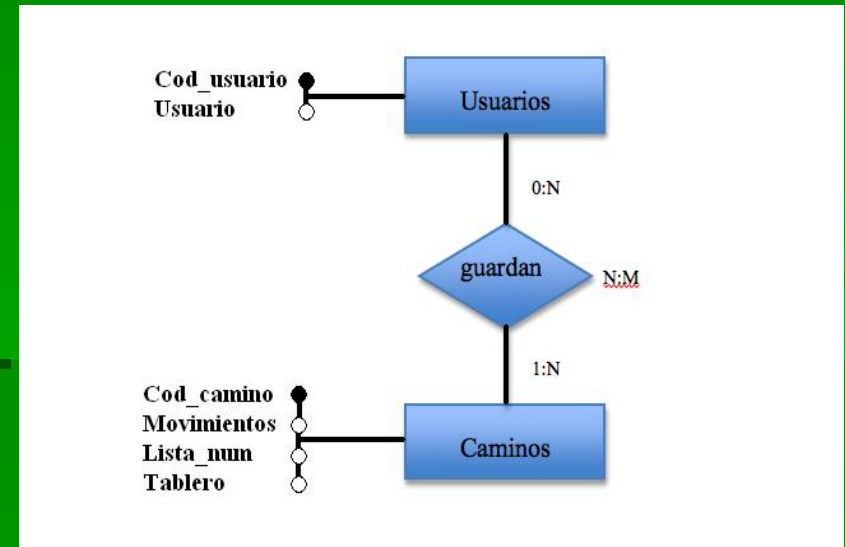 Cod_usuario
Usuario
Usuarios
0:N
guardan
N:M
1:N
Cod_camino
Movimientos
Lista_num
Tablero
Caminos